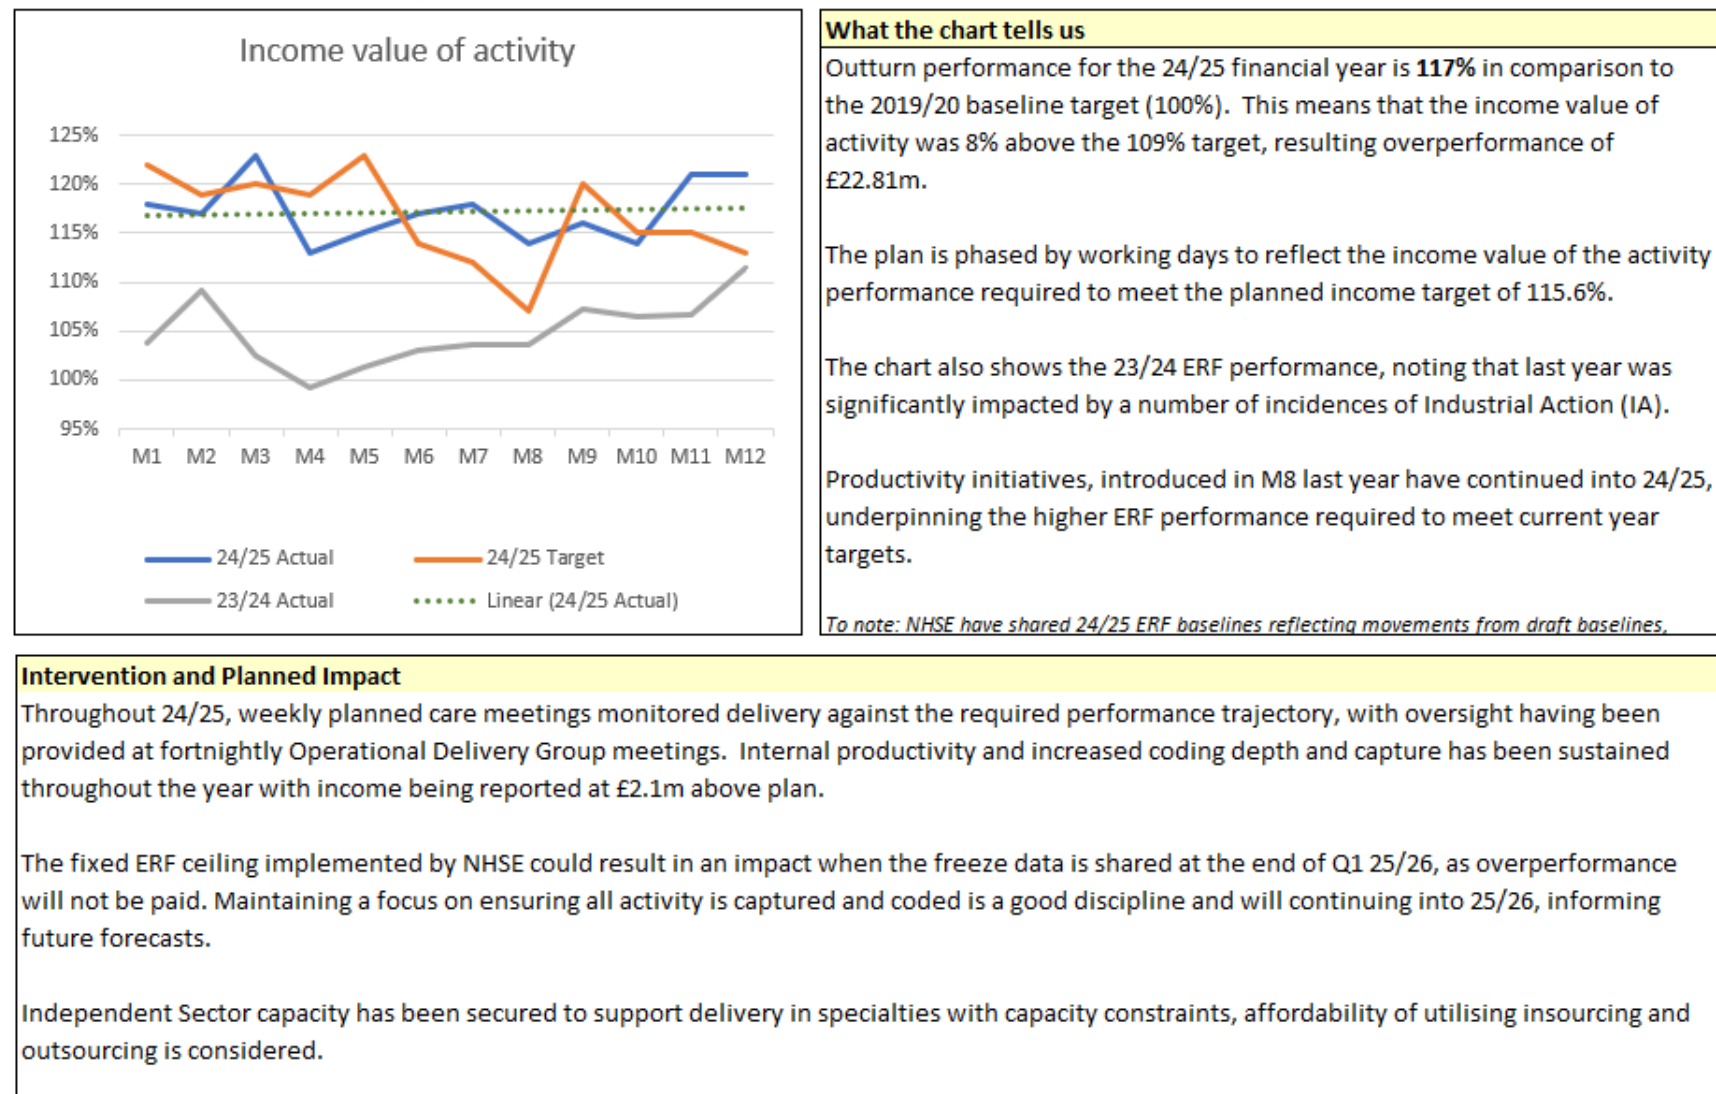 Income value of activity
125%
120%
115%
110%
105%
100%
95%
M1 M2 M3 M4 M5 M6 M7 M8 M9 M10 M11 M12
24/25 Actual
24/25 Target
23/24 Actual
Linear (24/25 Actual)
What the chart tells us
Outturn performance for the 24/25 financial year is 117% in comparison to
the 2019/20 baseline target (100%). This means that the income value of
activity was 8% above the 109% target, resulting overperformance of
£22.81m.
The plan is phased by working days to reflect the income value of the activity
performance required to meet the planned income target of 115.6%.
The chart also shows the 23/24 ERF performance, noting that last year was
significantly impacted by a number of incidences of Industrial Action (IA).
Productivity initiatives, introduced in M8 last year have continued into 24/25,
underpinning the higher ERF performance required to meet current year
targets.
To note: NHSE have shared 24/25 ERF baselines reflecting movements from draft baselines,
Intervention and Planned Impact
Throughout 24/25, weekly planned care meetings monitored delivery against the required performance trajectory, with oversight having been
provided at fortnightly Operational Delivery Group meetings. Internal productivity and increased coding depth and capture has been sustained
throughout the year with income being reported at £2.1m above plan.
The fixed ERF ceiling implemented by NHSE could result in an impact when the freeze data is shared at the end of Q1 25/26, as overperformance
will not be paid. Maintaining a focus on ensuring all activity is captured and coded is a good discipline and will continuing into 25/26, informing
future forecasts.
Independent Sector capacity has been secured to support delivery in specialties with capacity constraints, affordability of utilising insourcing and
outsourcing is considered.